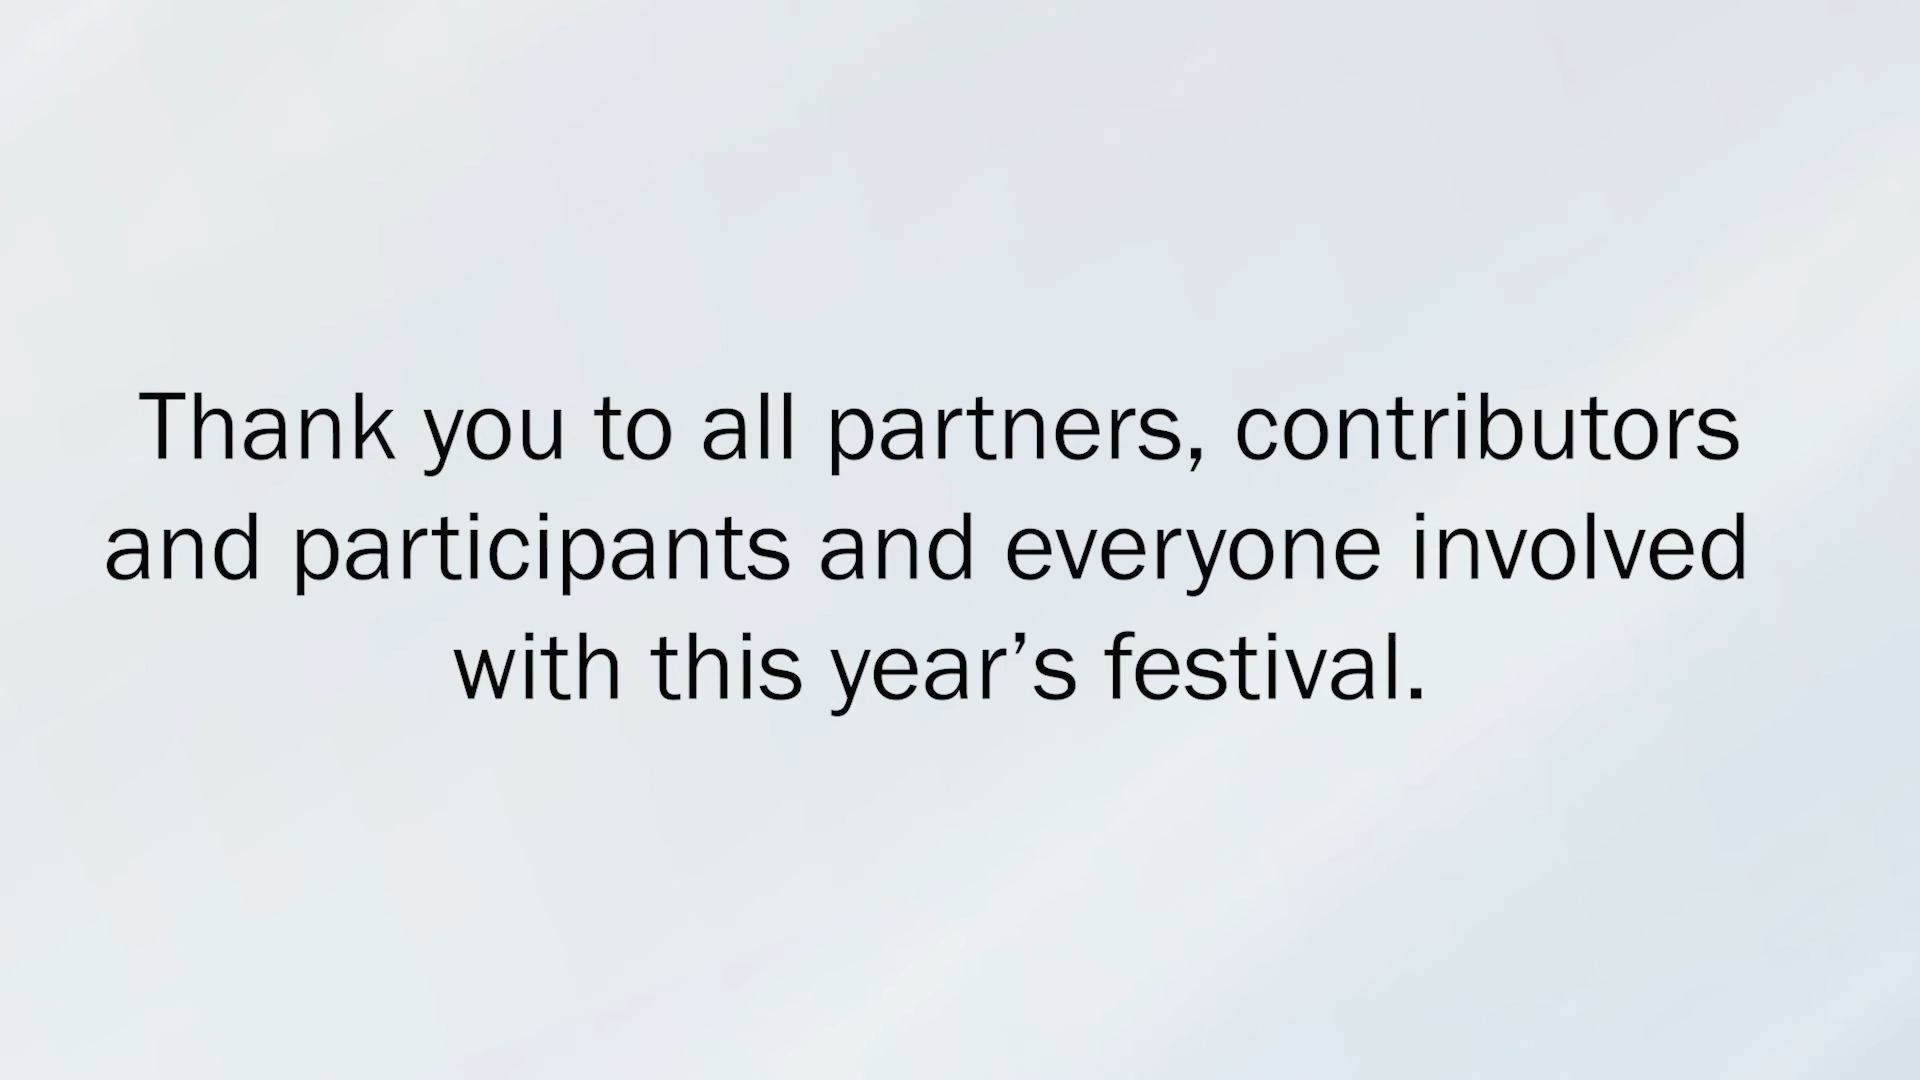 Thank you to all partners, contributors
and participants and everyone involved
with this year’s festival.